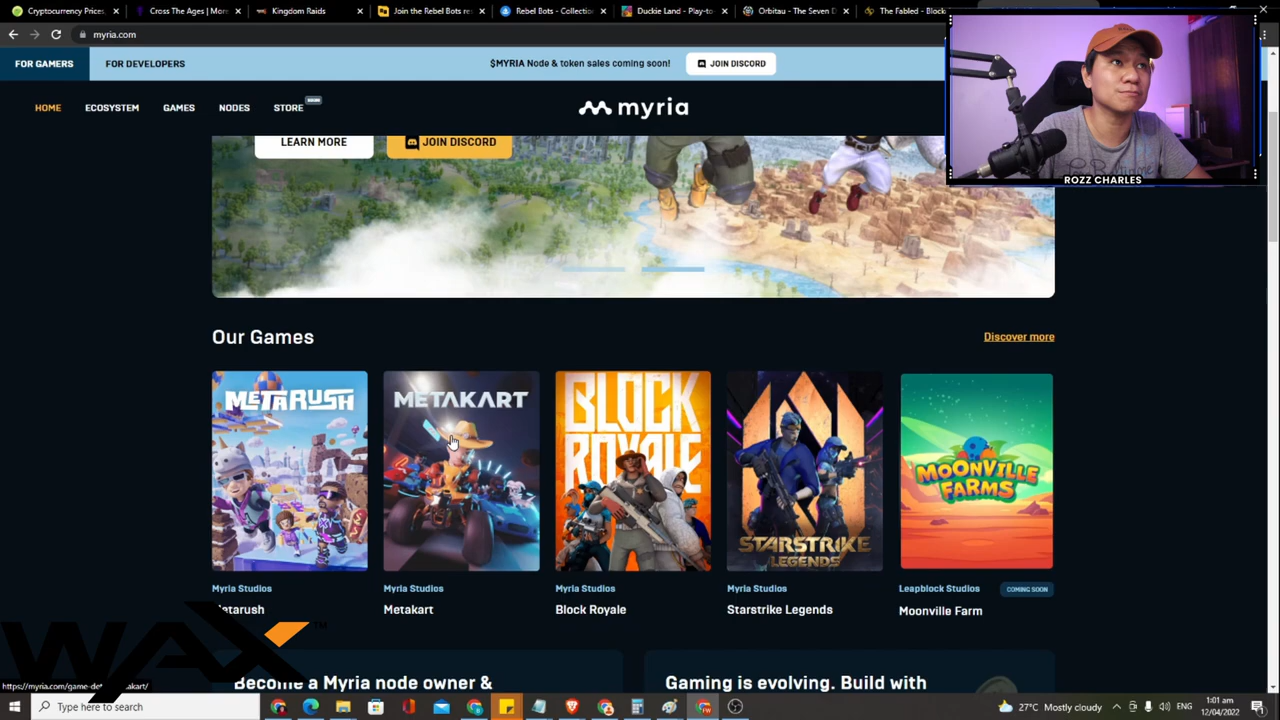 Cryptocurrency Prices,
Cross The Ages | Mor
Kingdom Raids
Join the Rebel Bots re
Rebel Bots - Collectio
Duckie Land - Play-to
Orbitau - The Seven D
The Fabled - Block
myria.com
FOR GAMERS
FOR DEVELOPERS
$MYRIA Node & token sales coming soon!
JOIN DISCORD
HOME
ECOSYSTEM
GAMES
NODES
STORE
SOON
myria
LEARN MORE
JOIN DISCORD
ROZZ CHARLES
Our Games
Discover more
METARUSH
METAKART
BLOCK ROYALE
STARSTRIKE LEGENDS
MOONVILLE FARMS
Myria Studios
Myria Studios
Myria Studios
Myria Studios
Leapblock Studios
COMING SOON
Metarush
Metakart
Block Royale
Starstrike Legends
Moonville Farm
WAX
TM
Become a Myria node owner &
Gaming is evolving. Build with
Type here to search
27°C Mostly cloudy
ENG
1:01 am
12/04/2022